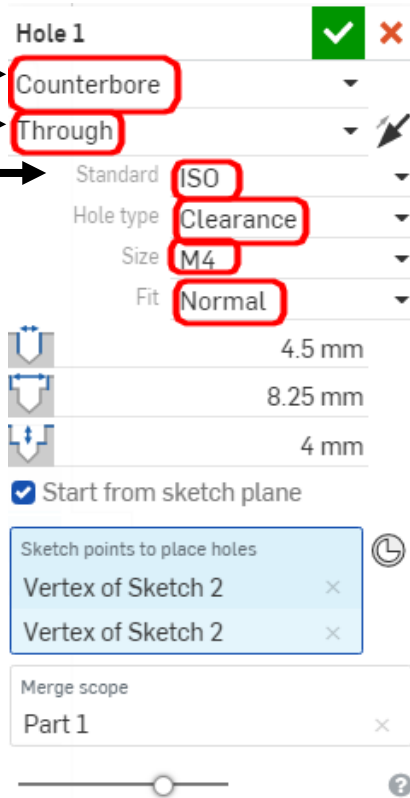 Hole 1
Counterbore
Through
Standard ISO
Hole type Clearance
Size M4
Fit Normal
4.5 mm
8.25 mm
4 mm
Start from sketch plane
Sketch points to place holes
Vertex of Sketch 2
Vertex of Sketch 2
Merge scope
Part 1
?